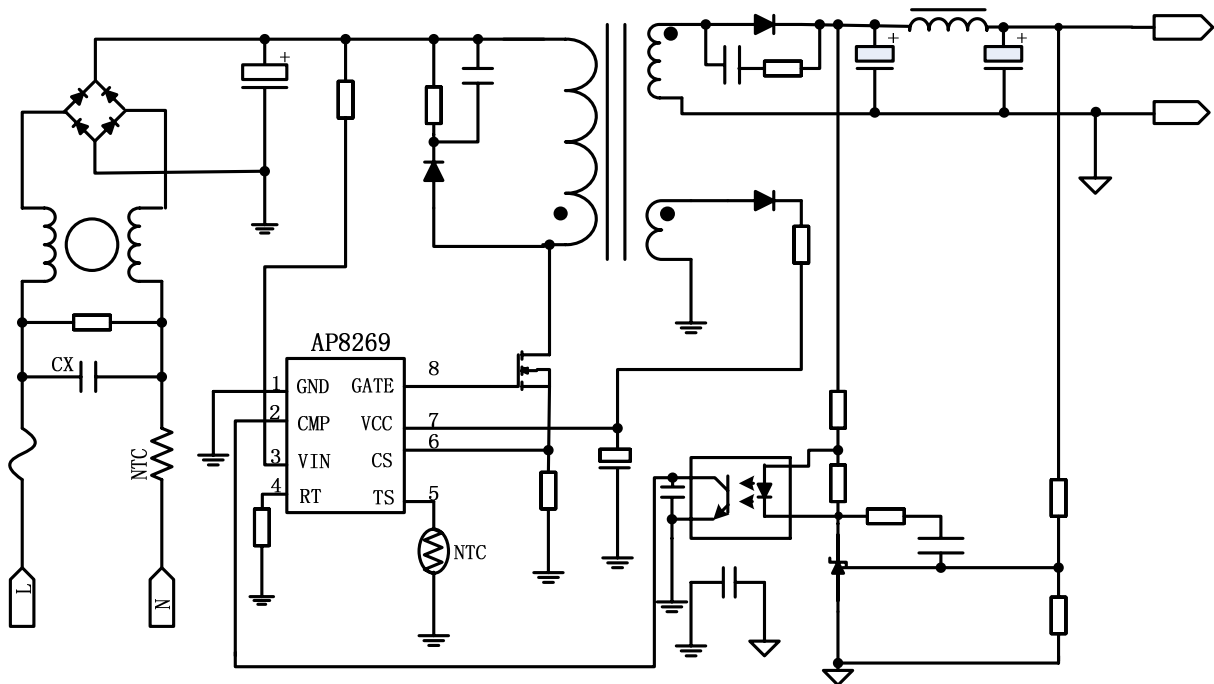 +
+
+
AP8269
CX
1
GND
GATE
8
2
CMP
VCC
7
6
NTC
3
VIN
CS
4
RT
TS
5
NTC
L
N